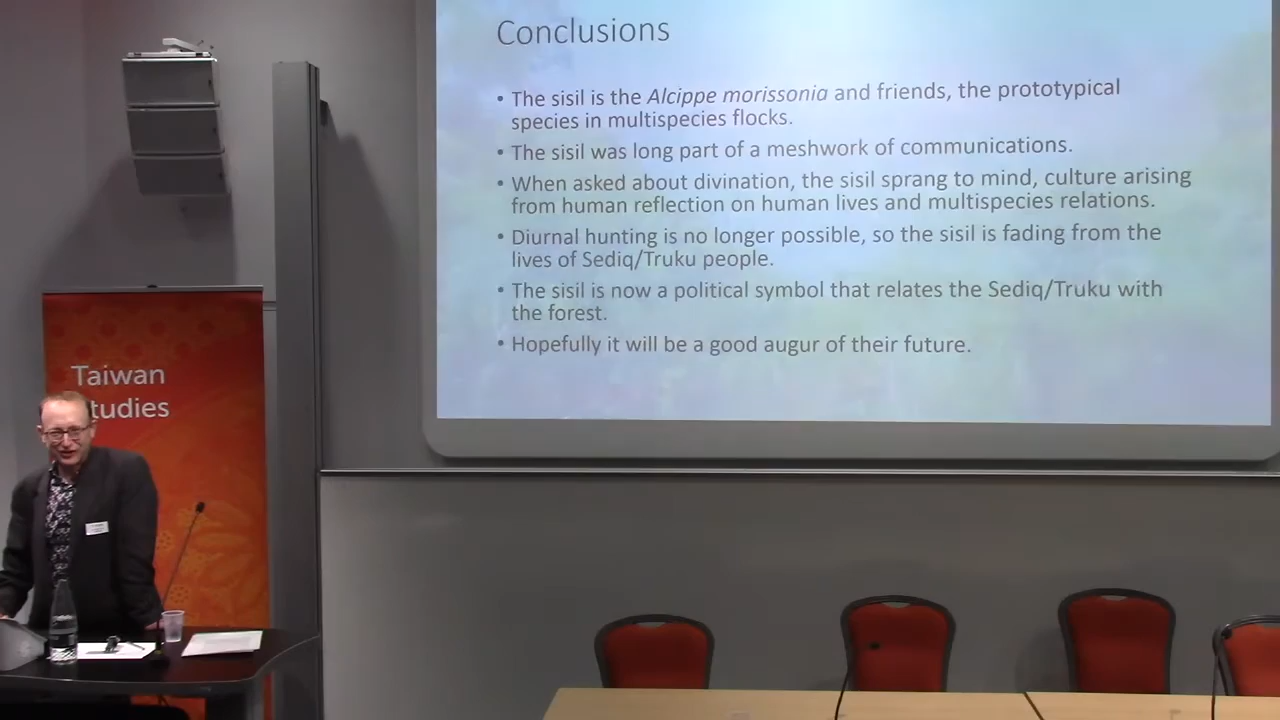 Conclusions
• The sisil is the Alcippe morissonia and friends, the prototypical
species in multispecies flocks.
• The sisil was long part of a meshwork of communications.
• When asked about divination, the sisil sprang to mind, culture arising
from human reflection on human lives and multispecies relations.
• Diurnal hunting is no longer possible, so the sisil is fading from the
lives of Sediq/Truku people.
• The sisil is now a political symbol that relates the Sediq/Truku with
the forest.
• Hopefully it will be a good augur of their future.
Taiwan
tudies